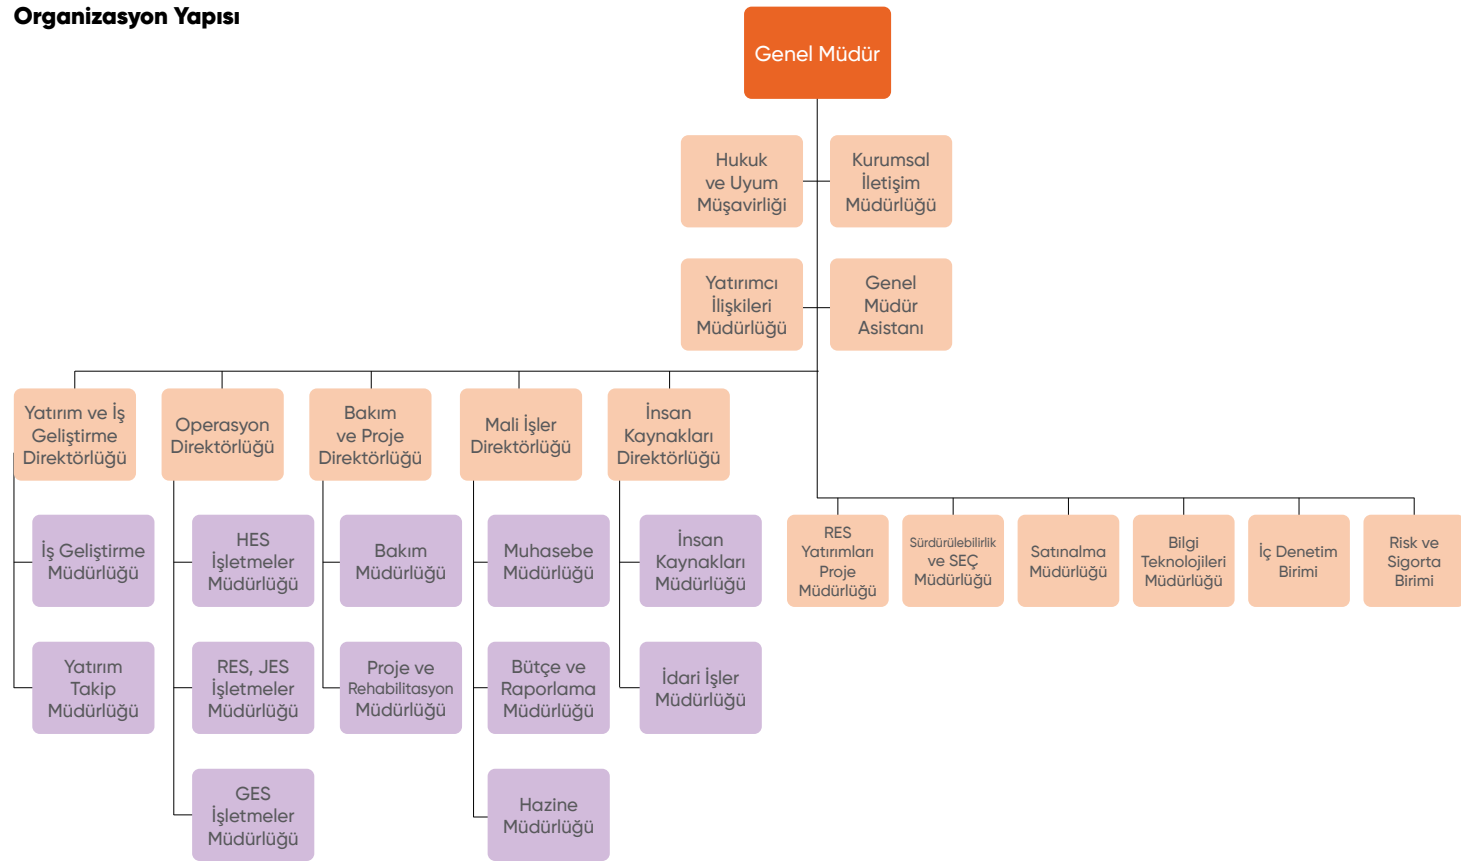 Organizasyon Yapısı
Genel Müdür
Hukuk
ve Uyum
Müşavirliği
Kurumsal
İletişim
Müdürlüğü
Yatırımcı
İlişkileri
Müdürlüğü
Genel
Müdür
Asistanı
Yatırım ve İş
Geliştirme
Direktörlüğü
Operasyon
Direktörlüğü
Bakım
ve Proje
Direktörlüğü
Mali İşler
Direktörlüğü
İnsan
Kaynakları
Direktörlüğü
İş Geliştirme
Müdürlüğü
HES
İşletmeler
Müdürlüğü
Bakım
Müdürlüğü
Muhasebe
Müdürlüğü
İnsan
Kaynakları
Müdürlüğü
RES
Yatırımları
Proje
Müdürlüğü
Sürdürülebilirlik
ve SEÇ
Müdürlüğü
Satınalma
Müdürlüğü
Bilgi
Teknolojileri
Müdürlüğü
İç Denetim
Birimi
Risk ve
Sigorta
Birimi
Yatırım
Takip
Müdürlüğü
RES, JES
İşletmeler
Müdürlüğü
Proje ve
Rehabilitasyon
Müdürlüğü
Bütçe ve
Raporlama
Müdürlüğü
İdari İşler
Müdürlüğü
GES
İşletmeler
Müdürlüğü
Hazine
Müdürlüğü